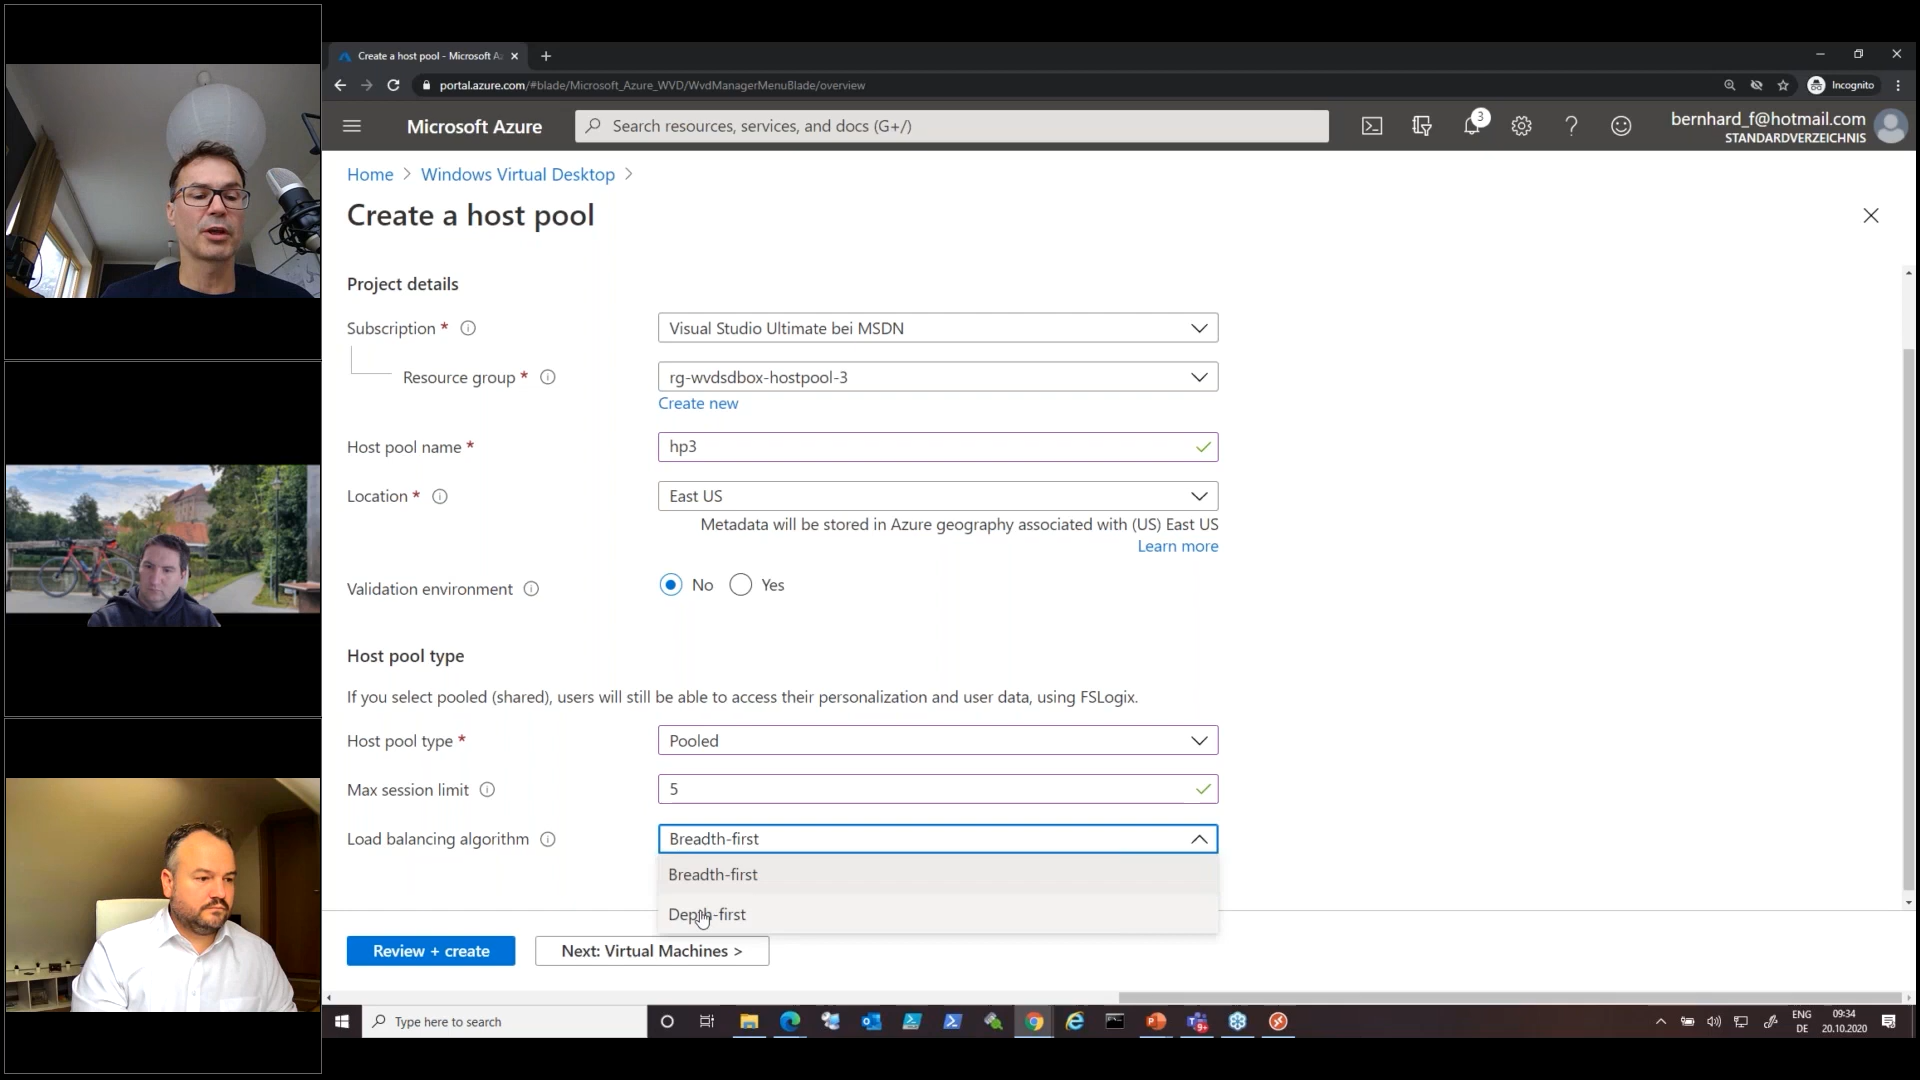 Create a host pool - Microsoft A
portal.azure.com/#blade/Microsoft_Azure_WVD/WvdManagerMenuBlade/overview
Incognito
Microsoft Azure
Search resources, services, and docs (G+/)
3
bernhard_f@hotmail.com
STANDARDVERZEICHNIS
Home > Windows Virtual Desktop >
Create a host pool
Project details
Subscription *
Visual Studio Ultimate bei MSDN
Resource group *
rg-wvdsdbox-hostpool-3
Create new
Host pool name *
hp3
Location *
East US
Metadata will be stored in Azure geography associated with (US) East US
Learn more
Validation environment
No
Yes
Host pool type
If you select pooled (shared), users will still be able to access their personalization and user data, using FSLogix.
Host pool type *
Pooled
Max session limit
5
Load balancing algorithm
Breadth-first
Breadth-first
Depth-first
Review + create
Next: Virtual Machines >
Type here to search
ENG
DE
09:34
20.10.2020